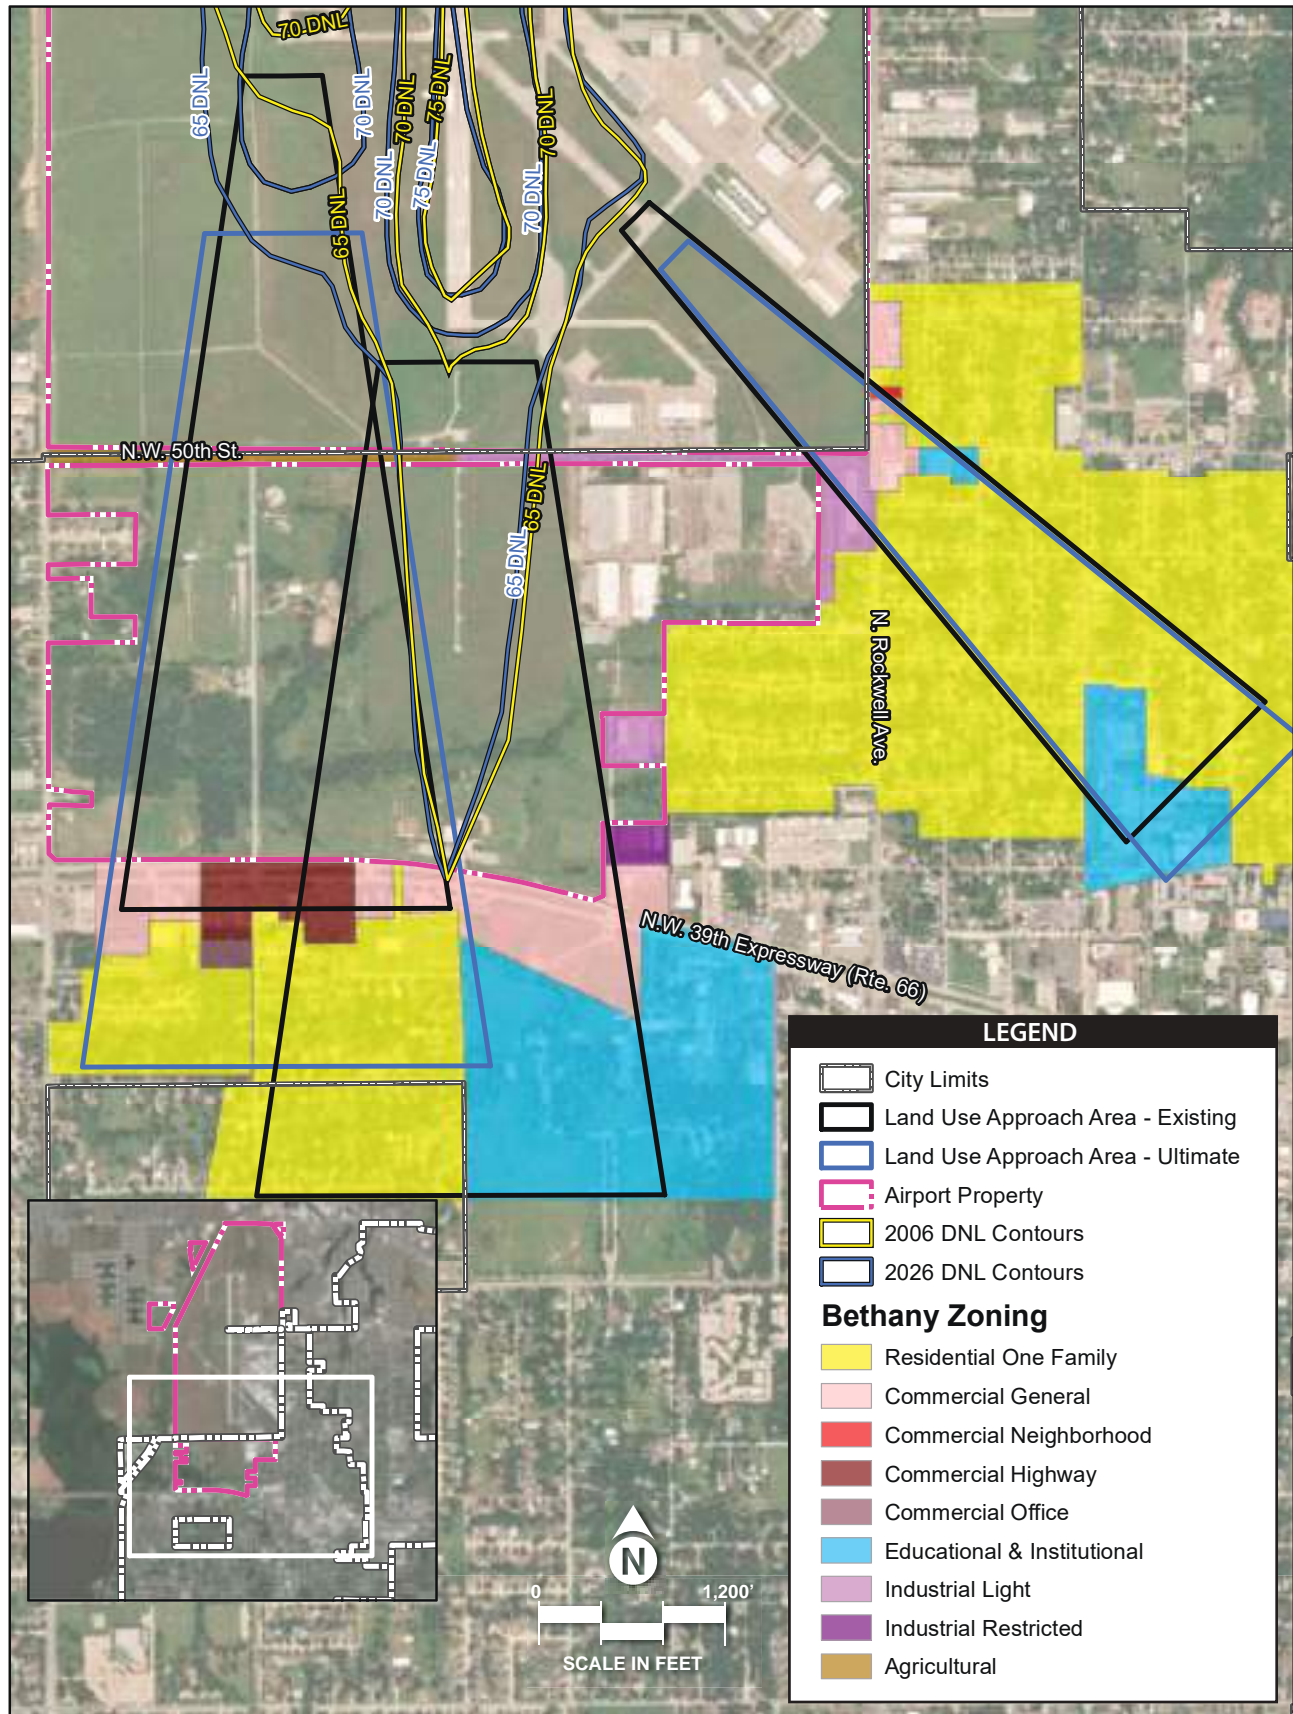 70 DNL
65 DNL
70 DNL
70 DNL
75 DNL
70 DNL
70 DNL
75 DNL
70 DNL
65 DNL
N.W. 50th St.
65 DNL
65 DNL
N. Rockwell Ave.
N.W. 39th Expressway (Rte. 66)
LEGEND
City Limits
Land Use Approach Area - Existing
Land Use Approach Area - Ultimate
Airport Property
2006 DNL Contours
2026 DNL Contours
Bethany Zoning
Residential One Family
Commercial General
Commercial Neighborhood
Commercial Highway
Commercial Office
Educational & Institutional
Industrial Light
Industrial Restricted
Agricultural
N
0 1,200'
SCALE IN FEET